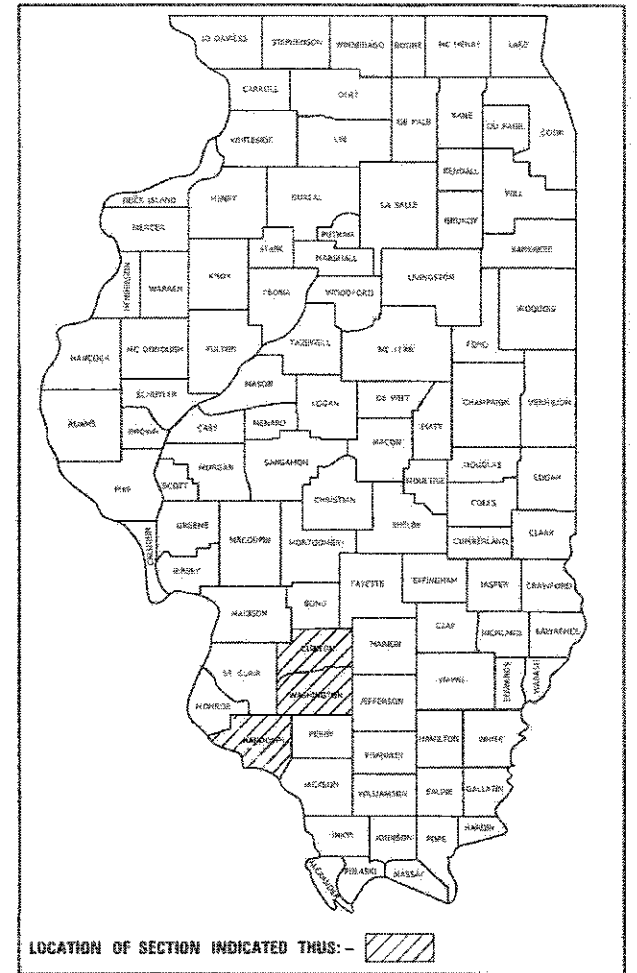 JO DAVIESS STEPHENSON WINNEBAGO BOONE MC HENRY LAKE
CARROLL OGLE DE KALB KANE DU PAGE COOK
WHITESIDE LEE
KENDALL WILL
ROCK ISLAND HENRY BUREAU LA SALLE GRUNDY
MERCER PUTNAM KANKAKEE
STARK MARSHALL
HENDERSON WARREN KNOX PEORIA WOODFORD LIVINGSTON IROQUOIS
HANCOCK MC DONOUGH FULTON TAZEWELL MC LEAN FORD
MASON
SCHUYLER LOGAN DE WITT CHAMPAIGN VERMILION
ADAMS BROWN CASS MENARD PIATT
MACON
MORGAN SANGAMON DOUGLAS EDGAR
PIKE SCOTT MOULTRIE
CHRISTIAN COLES
GREENE MACOUPIN SHELBY
CALHOUN MONTGOMERY CUMBERLAND CLARK
JERSEY
FAYETTE EFFINGHAM JASPER CRAWFORD
MADISON BOND
CLAY RICHLAND LAWRENCE
CLINTON MARION
ST. CLAIR WAYNE EDWARDS WABASH
WASHINGTON JEFFERSON
MONROE
RANDOLPH PERRY HAMILTON WHITE
FRANKLIN
JACKSON WILLIAMSON SALINE GALLATIN
UNION JOHNSON POPE HARDIN
ALEXANDER PULASKI MASSAC
LOCATION OF SECTION INDICATED THUS: -